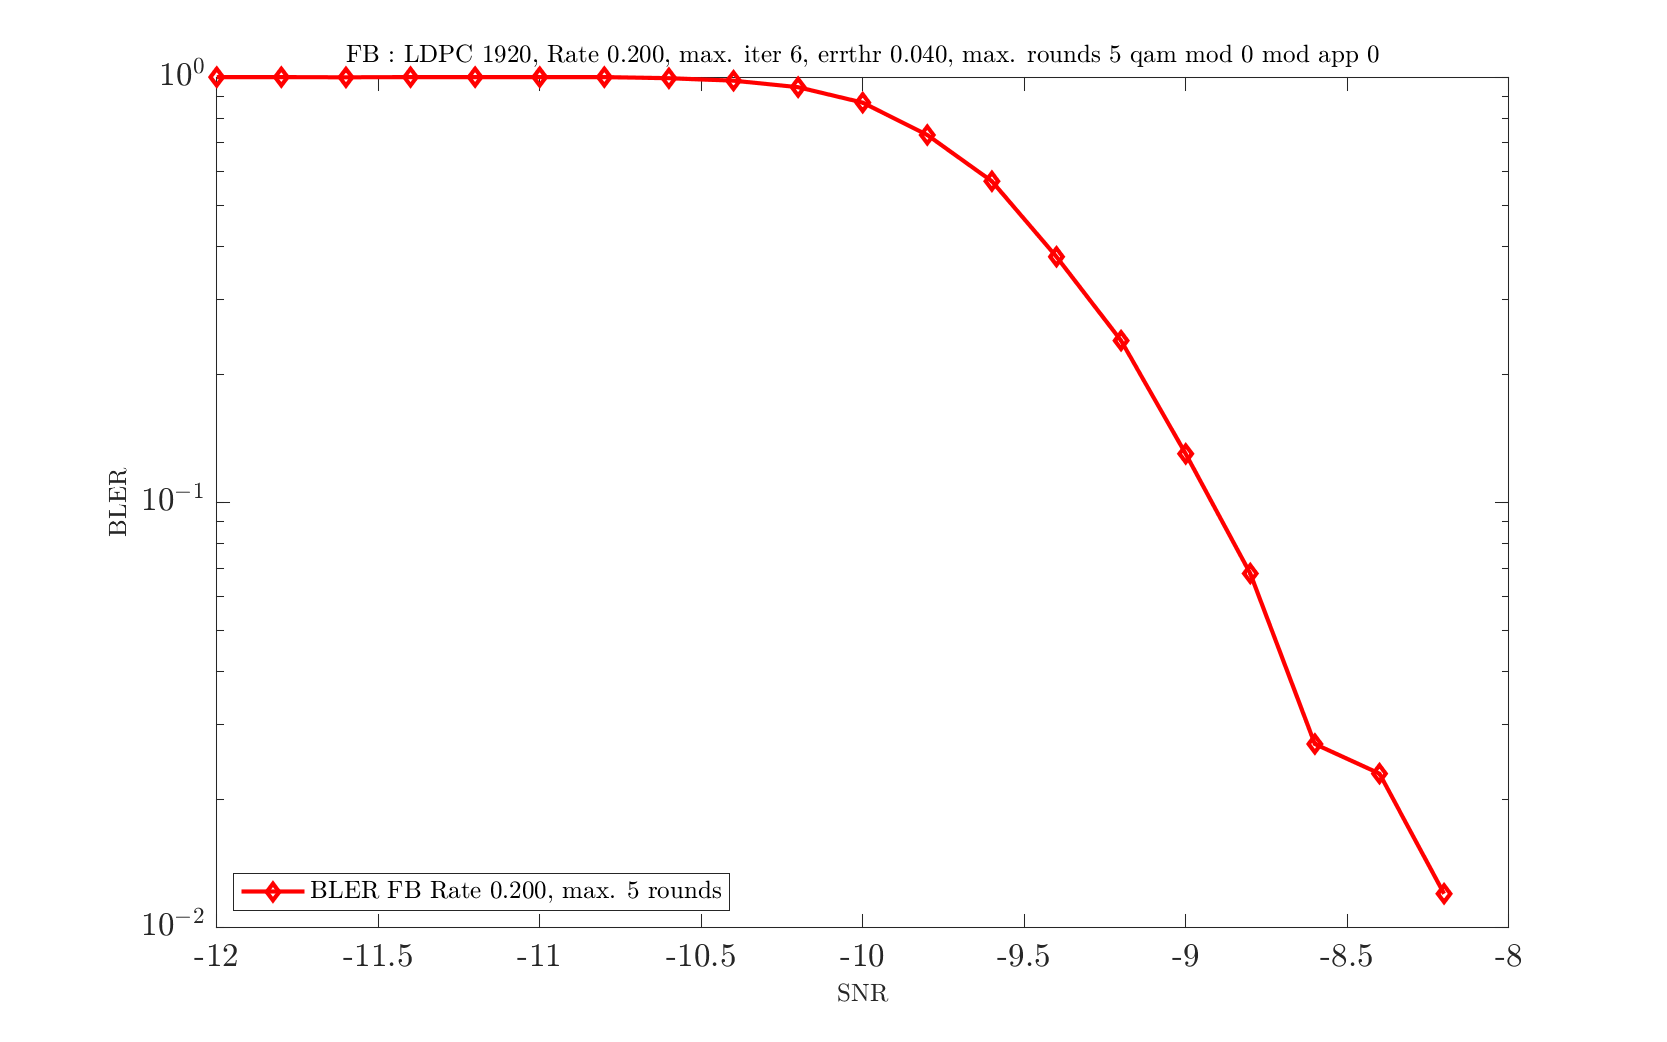 FB : LDPC 1920, Rate 0.200, max. iter 6, errthr 0.040, max. rounds 5 qam mod 0 mod app 0
10^0
10^{-1}
10^{-2}
BLER
BLER FB Rate 0.200, max. 5 rounds
-12 -11.5 -11 -10.5 -10 -9.5 -9 -8.5 -8
SNR